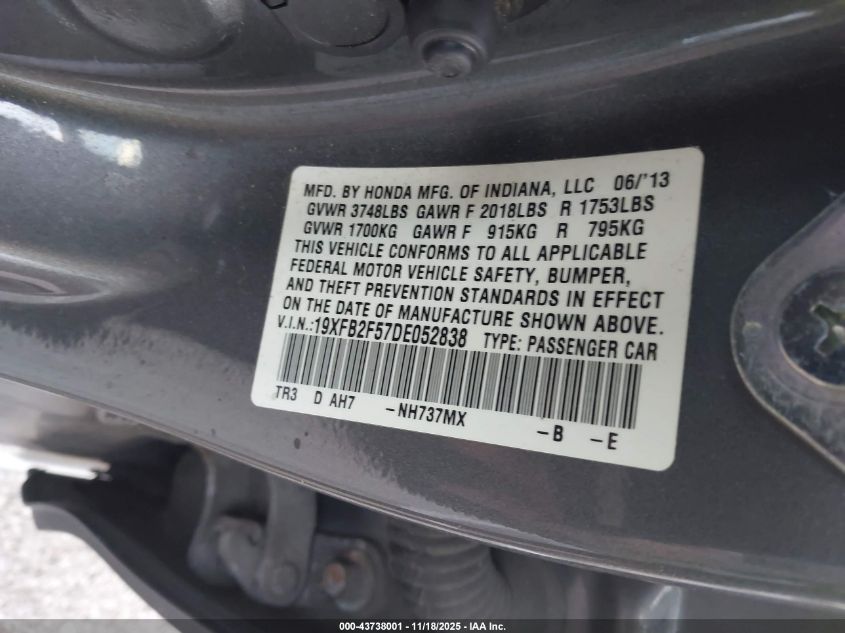 MFD. BY HONDA MFG. OF INDIANA, LLC 06/'13
GVWR 3748LBS GAWR F 2018LBS R 1753LBS
GVWR 1700KG GAWR F 915KG R 795KG
THIS VEHICLE CONFORMS TO ALL APPLICABLE
FEDERAL MOTOR VEHICLE SAFETY, BUMPER,
AND THEFT PREVENTION STANDARDS IN EFFECT
ON THE DATE OF MANUFACTURE SHOWN ABOVE.
V.I.N.:19XFB2F57DE052838 TYPE: PASSENGER CAR
TR3 D AH7 -NH737MX -B -E
000-43738001 - 11/18/2025 - IAA Inc.